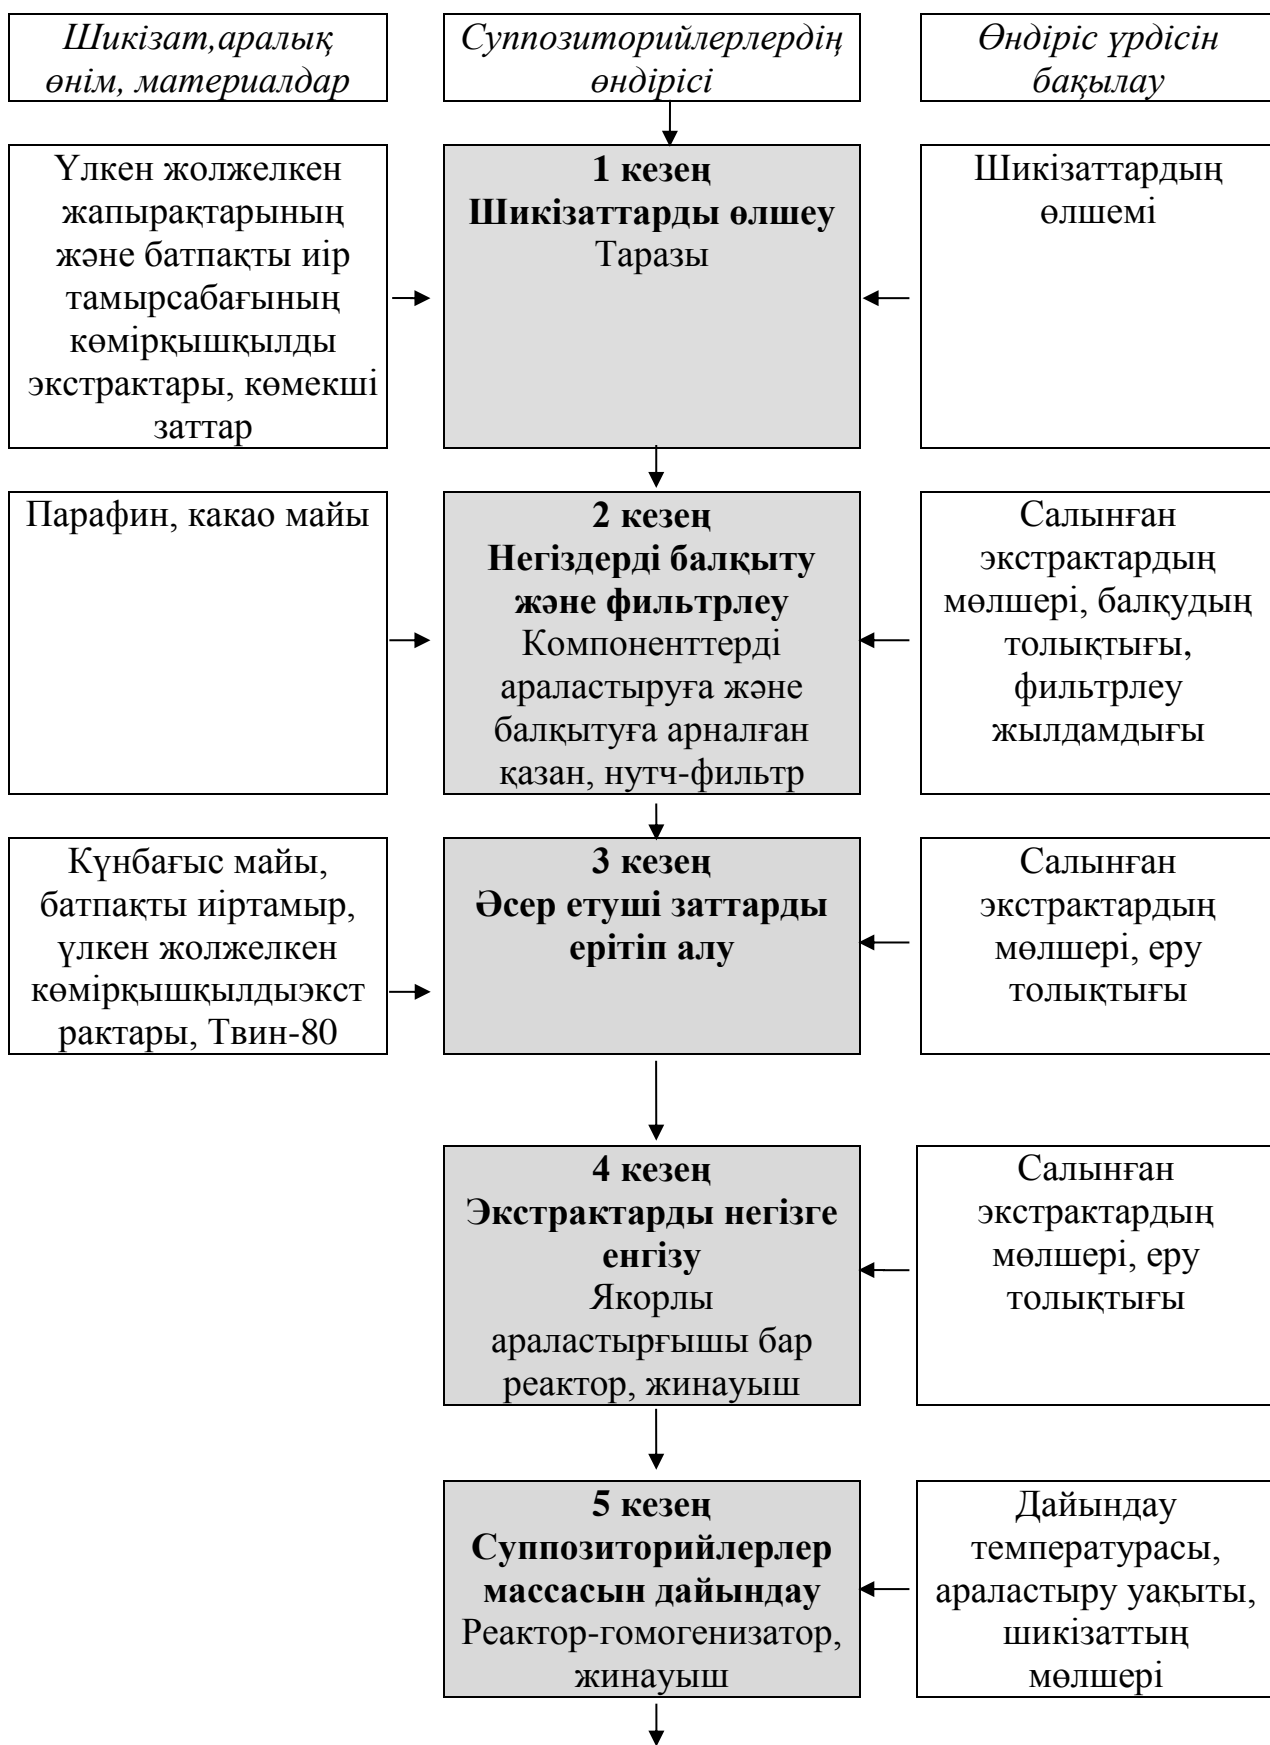 Шикізат,аралық
өнім, материалдар
Суппозиторийлерлердің
өндірісі
Өндіріс үрдісін
бақылау
Үлкен жолжелкен
жапырақтарының
және батпақты иір
тамырсабағының
көмірқышқылды
экстрактары, көмекші
заттар
1 кезең
Шикізаттарды өлшеу
Таразы
Шикізаттардың
өлшемі
Парафин, какао майы
2 кезең
Негіздерді балқыту
және фильтрлеу
Компоненттерді
араластыруға және
балқытуға арналған
қазан, нутч-фильтр
Салынған
экстрактардың
мөлшері, балқудың
толықтығы,
фильтрлеу
жылдамдығы
Күнбағыс майы,
батпақты иіртамыр,
үлкен жолжелкен
көмірқышқылдыэкст
рактары, Твин-80
3 кезең
Әсер етуші заттарды
ерітіп алу
Салынған
экстрактардың
мөлшері, еру
толықтығы
4 кезең
Экстрактарды негізге
енгізу
Якорлы
араластырғышы бар
реактор, жинауыш
Салынған
экстрактардың
мөлшері, еру
толықтығы
5 кезең
Суппозиторийлерлер
массасын дайындау
Реактор-гомогенизатор,
жинауыш
Дайындау
температурасы,
араластыру уақыты,
шикізаттың
мөлшері